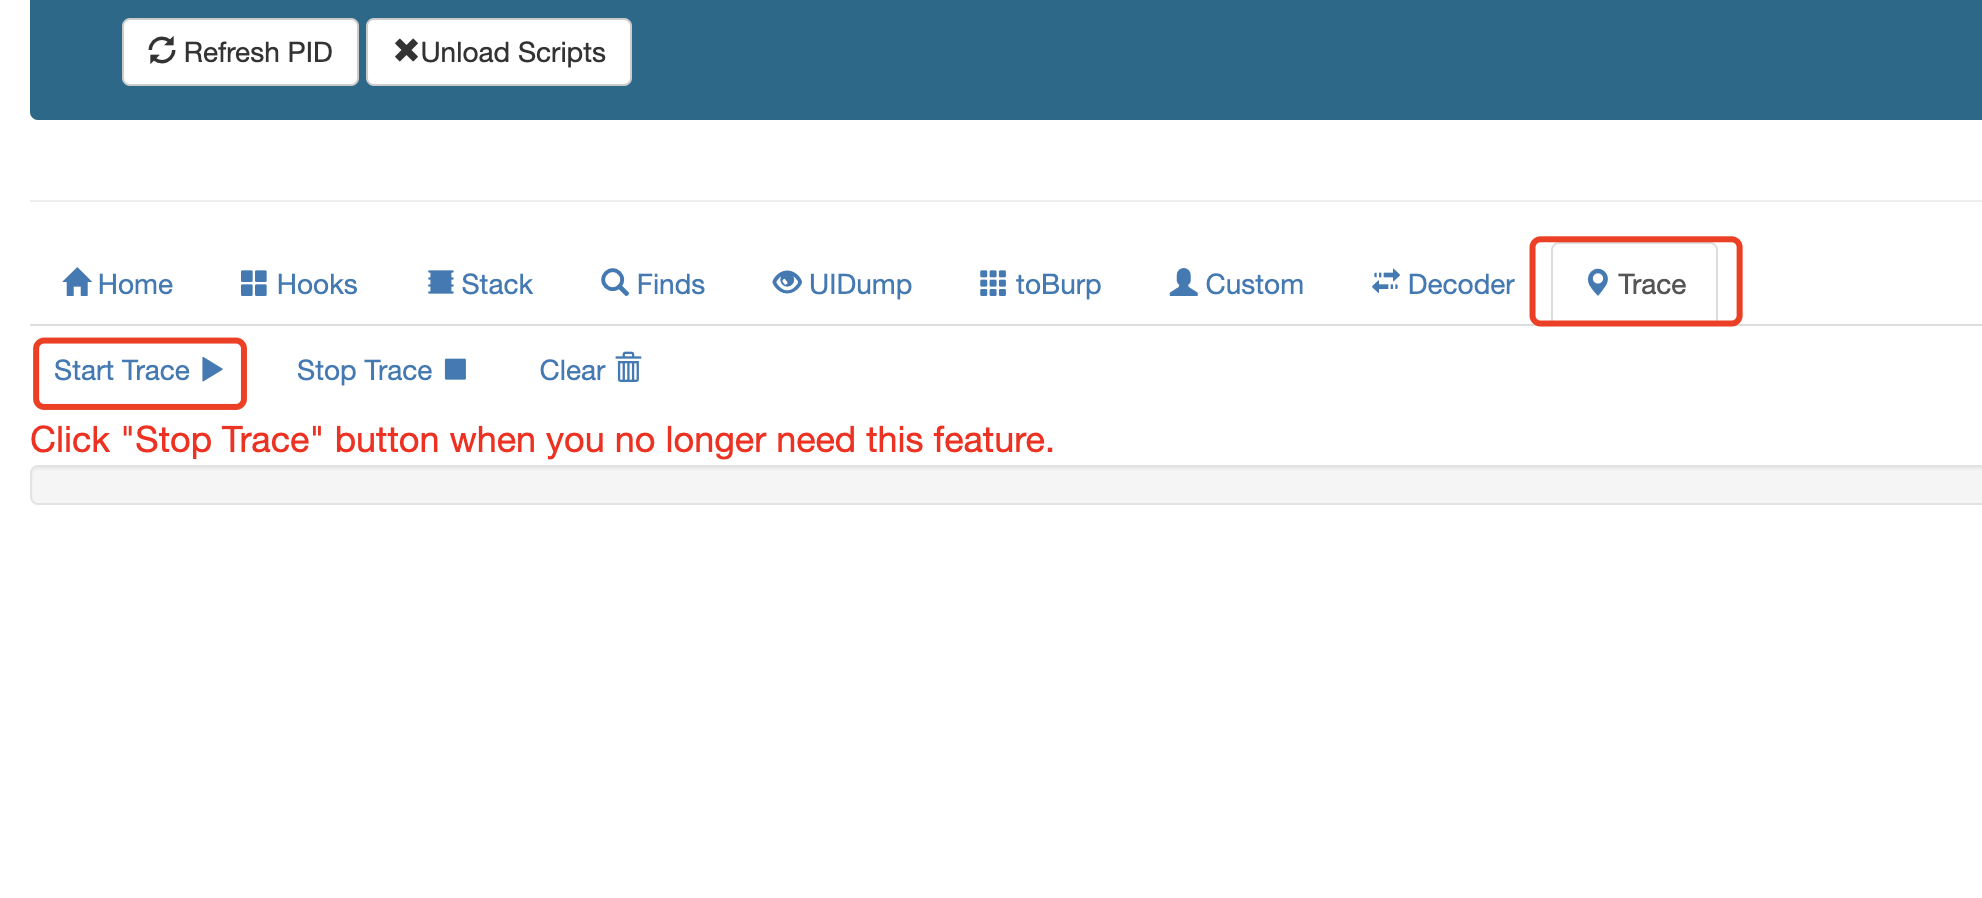 Refresh PID Unload Scripts
Home Hooks Stack Finds UIDump toBurp Custom Decoder Trace
Start Trace Stop Trace Clear
Click "Stop Trace" button when you no longer need this feature.